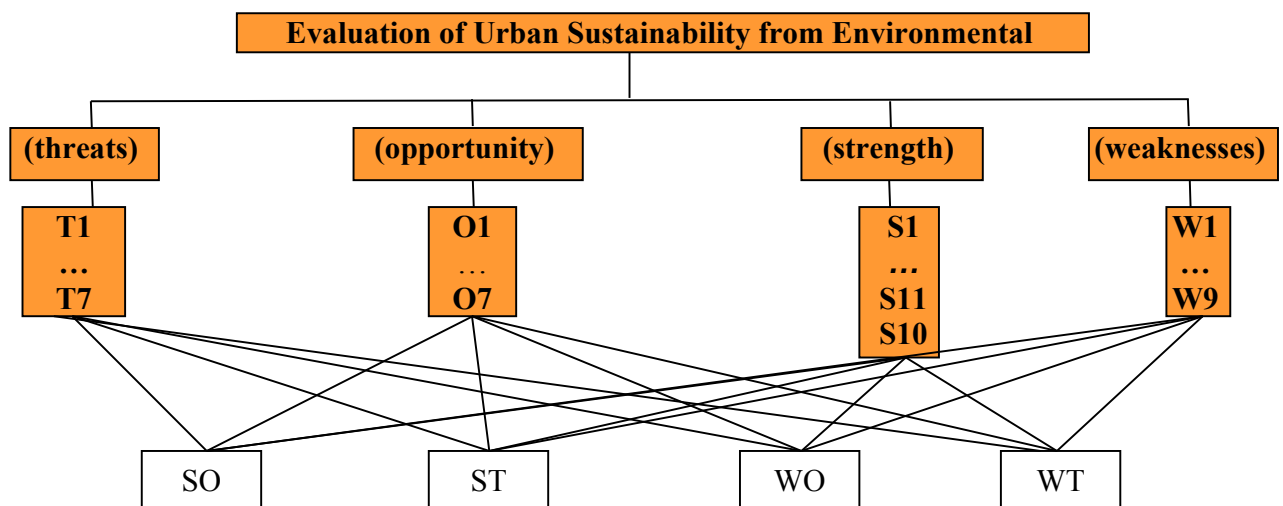 Evaluation of Urban Sustainability from Environmental
(threats)
(opportunity)
(strength)
(weaknesses)
T1
...
T7
O1
...
O7
S1
...
S11
S10
W1
...
W9
SO
ST
WO
WT